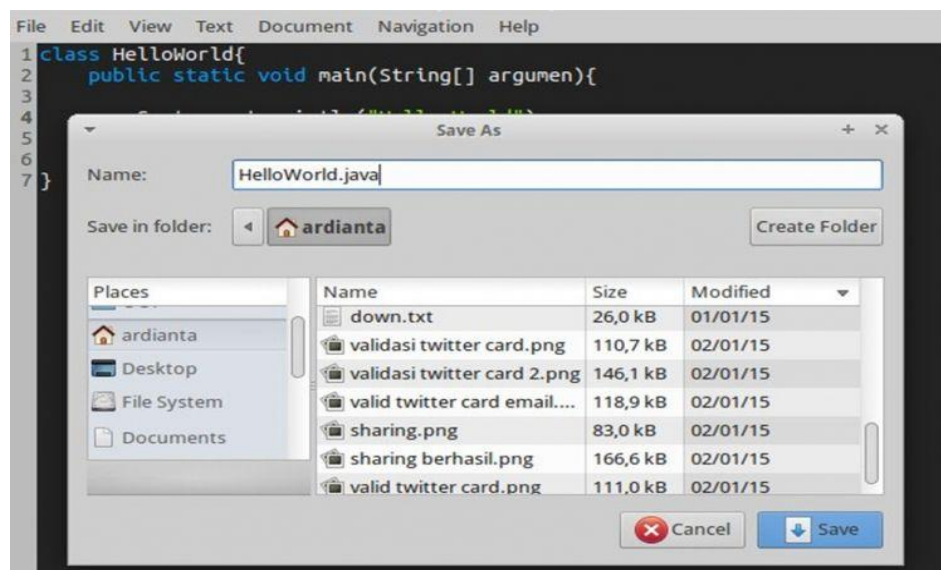 File Edit View Text Document Navigation Help
1 class HelloWorld{
2 public static void main(String[] argumen){
3
4
5
6
7 }
Save As
Name: HelloWorld.java
Save in folder: ardianta Create Folder
Places
ardianta
Desktop
File System
Documents
Name Size Modified
down.txt 26,0 kB 01/01/15
validasi twitter card.png 110,7 kB 02/01/15
validasi twitter card 2.png 146,1 kB 02/01/15
valid twitter card email.... 118,9 kB 02/01/15
sharing.png 83,0 kB 02/01/15
sharing berhasil.png 166,6 kB 02/01/15
valid twitter card.png 111,0 kB 02/01/15
Cancel Save